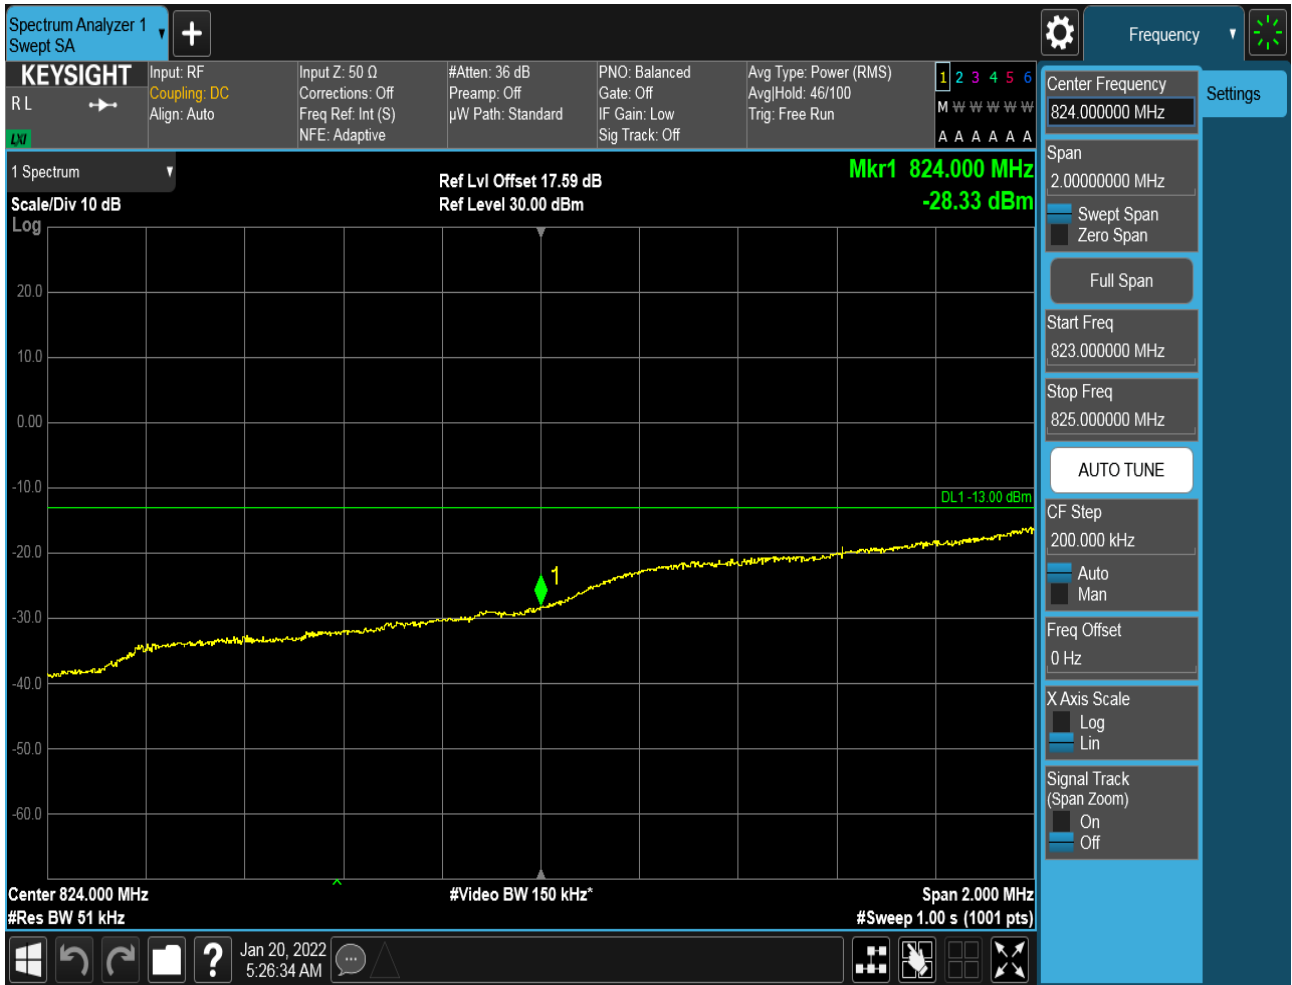 Spectrum Analyzer 1
Swept SA
Frequency
KEYSIGHT
R L
LXI
Input: RF
Coupling: DC
Align: Auto
Input Z: 50 Ω
Corrections: Off
Freq Ref: Int (S)
NFE: Adaptive
#Atten: 36 dB
Preamp: Off
µW Path: Standard
PNO: Balanced
Gate: Off
IF Gain: Low
Sig Track: Off
Avg Type: Power (RMS)
Avg|Hold: 46/100
Trig: Free Run
1 2 3 4 5 6
M W W W W W
A A A A A A
1 Spectrum
Scale/Div 10 dB
Log
Ref Lvl Offset 17.59 dB
Ref Level 30.00 dBm
Mkr1 824.000 MHz
-28.33 dBm
20.0
10.0
0.00
-10.0
-20.0
-30.0
-40.0
-50.0
-60.0
DL1 -13.00 dBm
1
Center 824.000 MHz
#Res BW 51 kHz
#Video BW 150 kHz*
Span 2.000 MHz
#Sweep 1.00 s (1001 pts)
Jan 20, 2022
5:26:34 AM
Center Frequency
824.000000 MHz
Settings
Span
2.00000000 MHz
Swept Span
Zero Span
Full Span
Start Freq
823.000000 MHz
Stop Freq
825.000000 MHz
AUTO TUNE
CF Step
200.000 kHz
Auto
Man
Freq Offset
0 Hz
X Axis Scale
Log
Lin
Signal Track
(Span Zoom)
On
Off